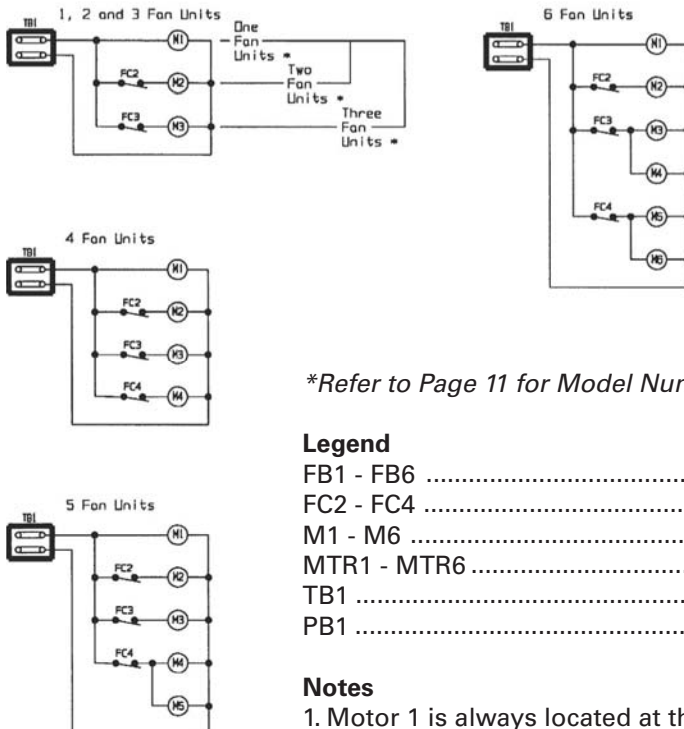 1, 2 and 3 Fan Units
TB1
M1
FC2
M2
FC3
M3
One
Fan
Units *
Two
Fan
Units *
Three
Fan
Units *
6 Fan Units
TB1
M1
FC2
M2
FC3
M3
M4
FC4
M5
M6
4 Fan Units
TB1
M1
FC2
M2
FC3
M3
FC4
M4
5 Fan Units
TB1
M1
FC2
M2
FC3
M3
FC4
M4
M5
*Refer to Page 11 for Model Nur
Legend
FB1 - FB6 ..........................................
FC2 - FC4 ..........................................
M1 - M6 ............................................
MTR1 - MTR6 ..................................
TB1 ....................................................
PB1 ....................................................
Notes
1. Motor 1 is always located at th